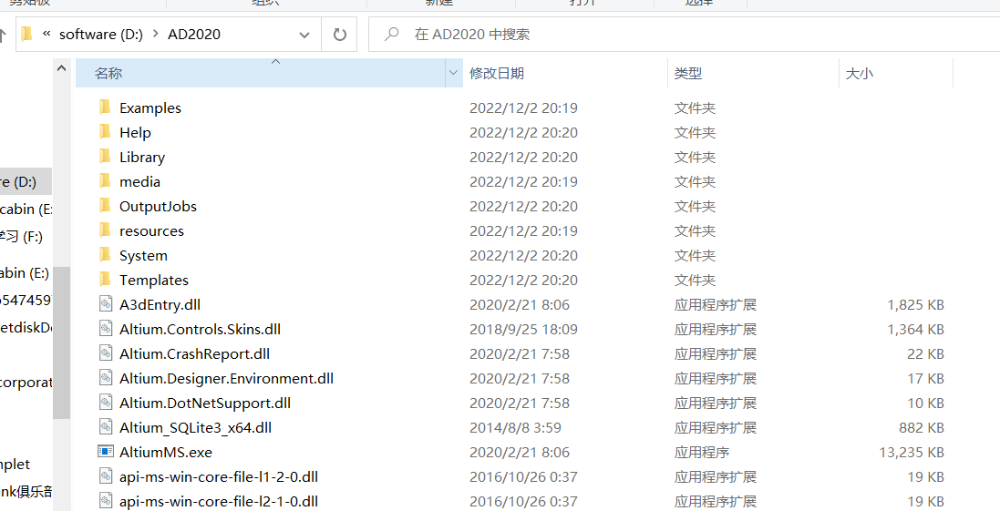 剪贴板 组织 新建 打开 选择
« software (D:) > AD2020 在 AD2020 中搜索
名称 修改日期 类型 大小
Examples 2022/12/2 20:19 文件夹
Help 2022/12/2 20:20 文件夹
Library 2022/12/2 20:20 文件夹
media 2022/12/2 20:19 文件夹
re (D:)
OutputJobs 2022/12/2 20:20 文件夹
cabin (E:
resources 2022/12/2 20:19 文件夹
学习 (F:)
System 2022/12/2 20:20 文件夹
abin (E:)
Templates 2022/12/2 20:20 文件夹
A3dEntry.dll 2020/2/21 8:06 应用程序扩展 1,825 KB
Altium.Controls.Skins.dll 2018/9/25 18:09 应用程序扩展 1,364 KB
etdiskDo
Altium.CrashReport.dll 2020/2/21 7:58 应用程序扩展 22 KB
Altium.Designer.Environment.dll 2020/2/21 7:58 应用程序扩展 17 KB
corporat
Altium.DotNetSupport.dll 2020/2/21 7:58 应用程序扩展 10 KB
Altium_SQLite3_x64.dll 2014/8/8 3:59 应用程序扩展 882 KB
AltiumMS.exe 2020/2/21 8:06 应用程序 13,235 KB
mplet
api-ms-win-core-file-l1-2-0.dll 2016/10/26 0:37 应用程序扩展 19 KB
nk俱乐部
api-ms-win-core-file-l2-1-0.dll 2016/10/26 0:37 应用程序扩展 19 KB